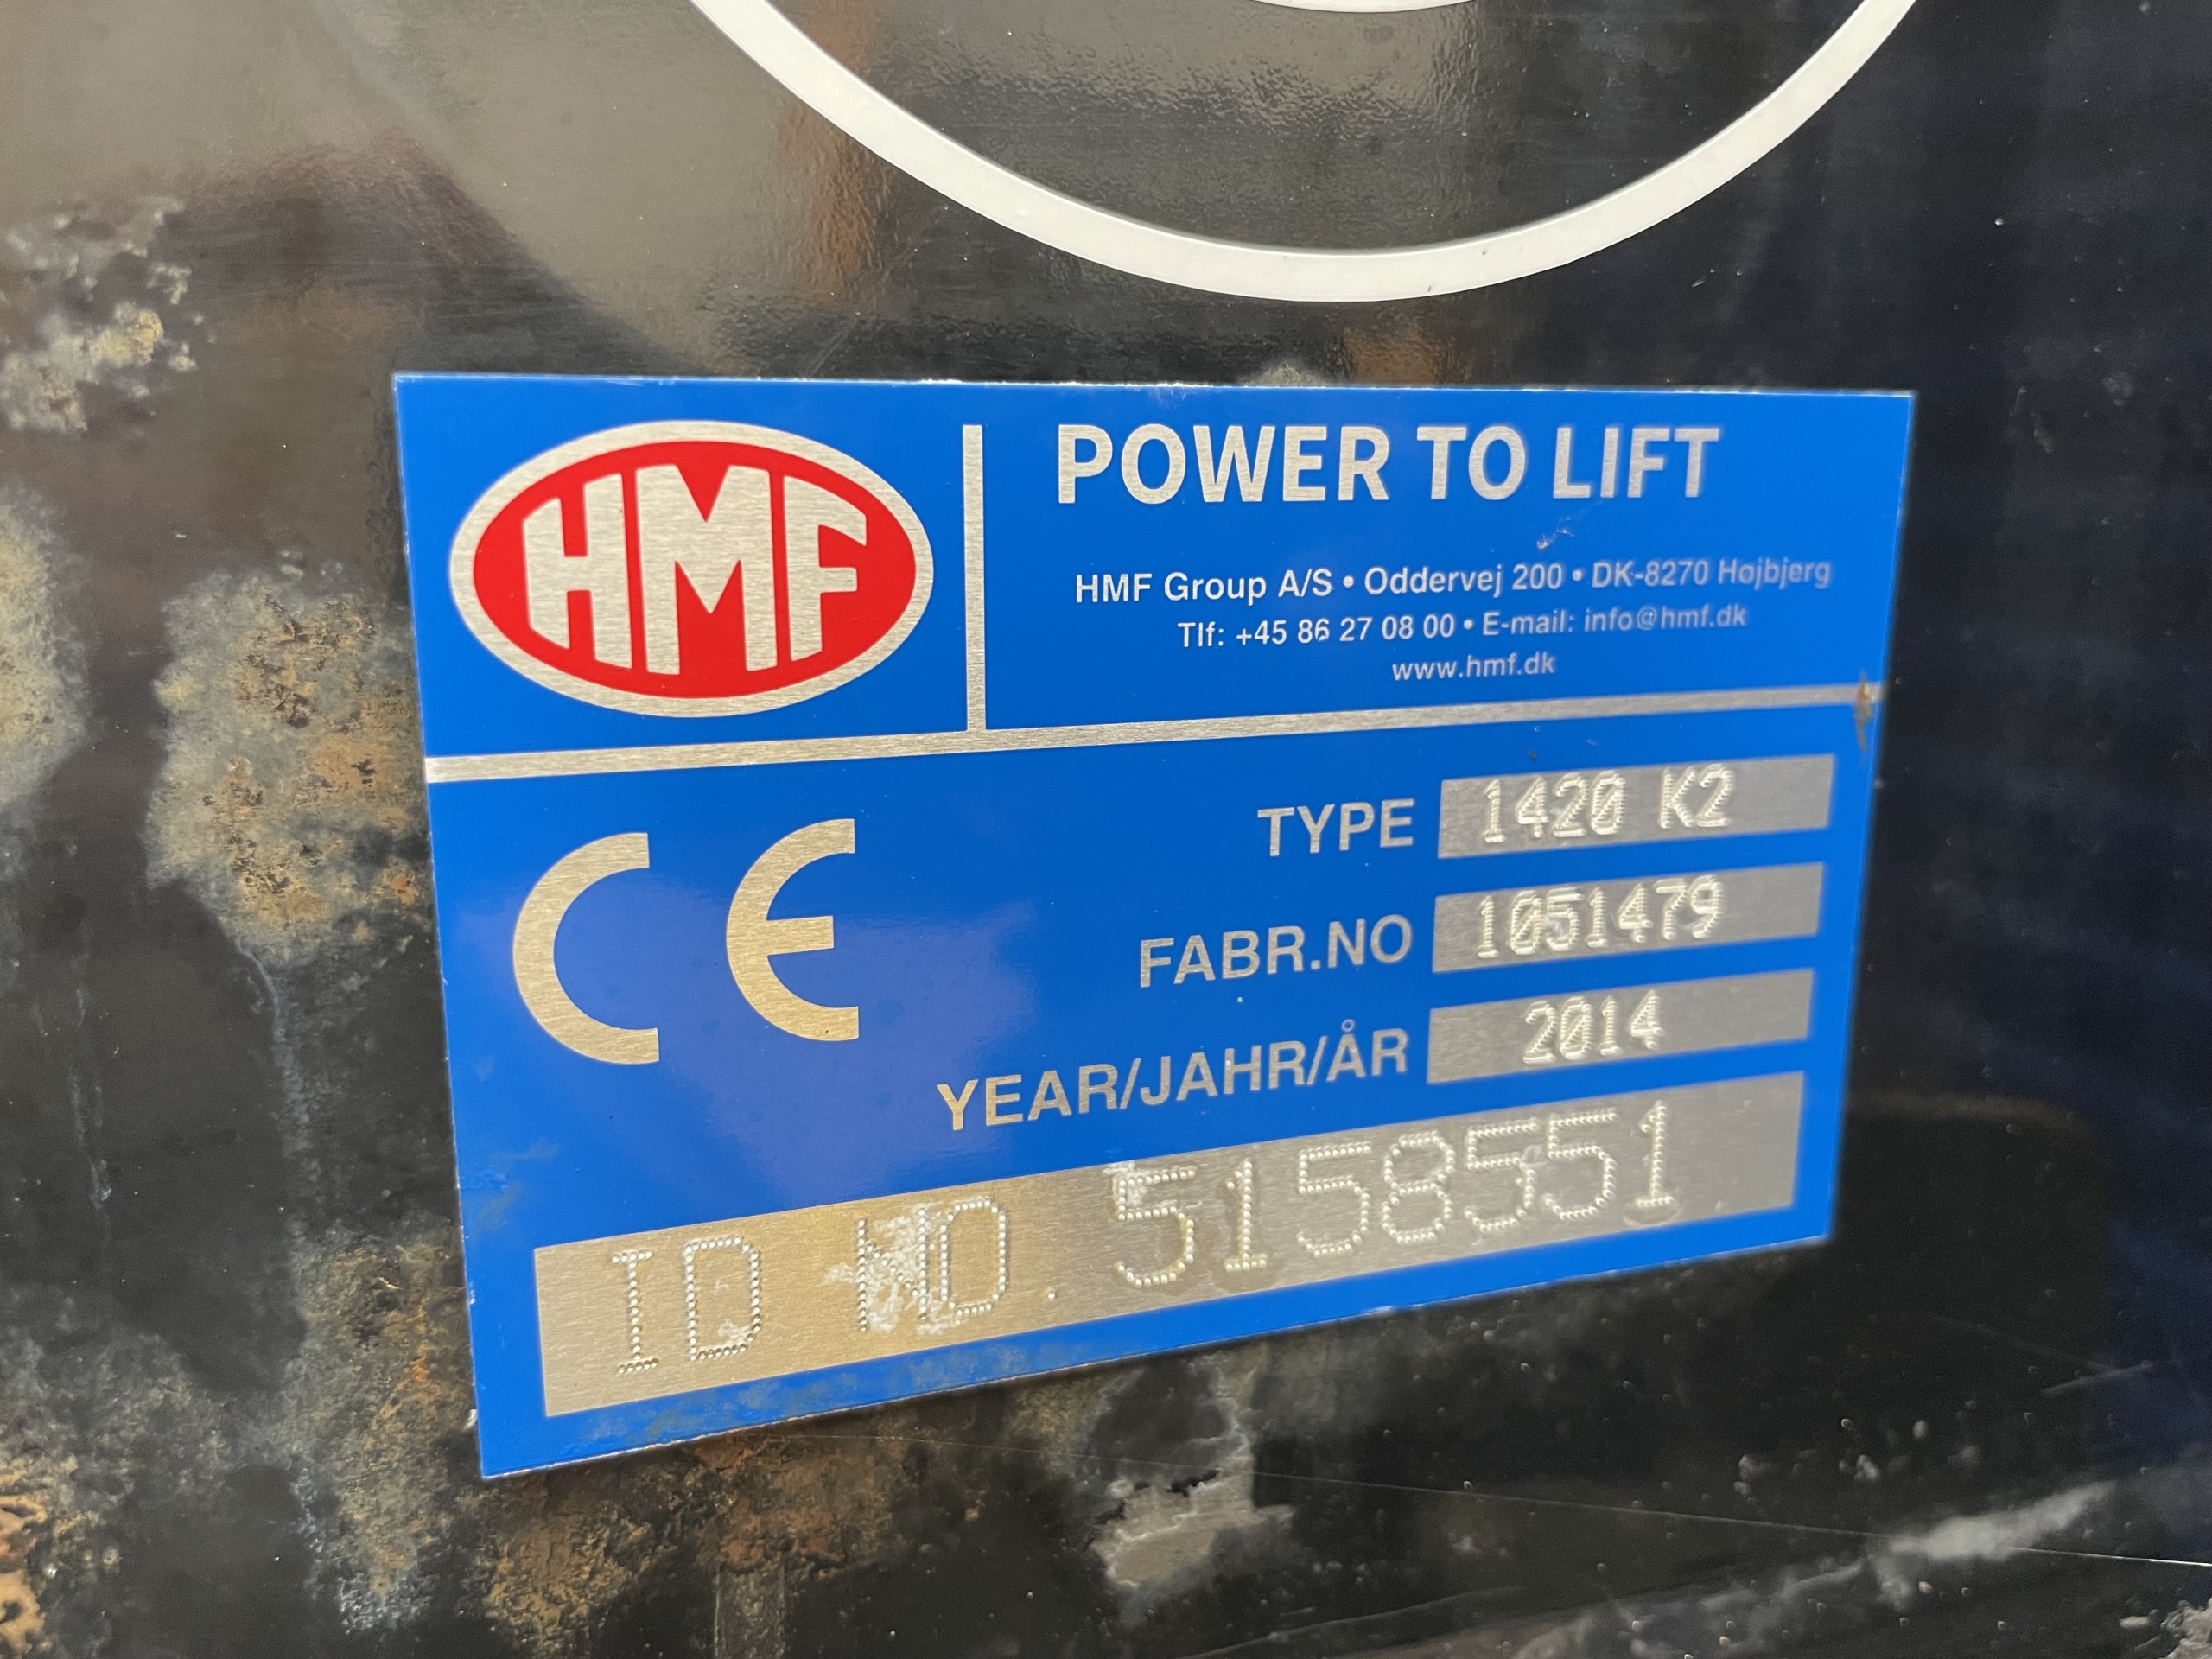 HMF
POWER TO LIFT
HMF Group A/S • Oddervej 200 • DK-8270 Højbjerg
Tlf: +45 86 27 08 00 • E-mail: info@hmf.dk
www.hmf.dk
CE
TYPE 1420 K2
FABR.NO 1051479
YEAR/JAHR/ÅR 2014
ID NO. 5158551